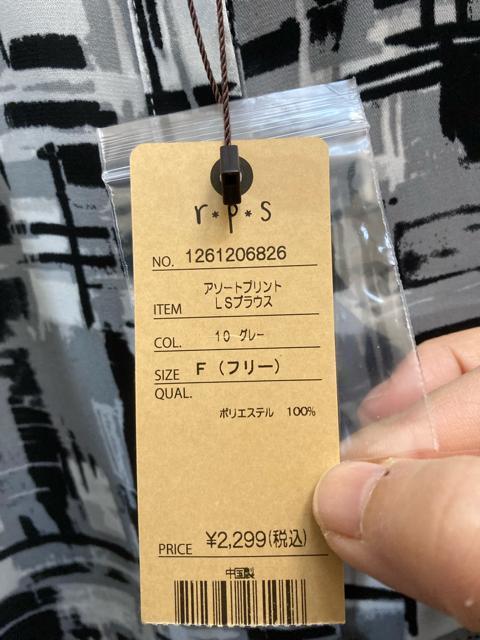 r*p*s
NO. 1261206826
アソートプリント
ITEM LSブラウス
COL. 10 グレー
SIZE F (フリー)
QUAL.
ポリエステル 100%
PRICE ¥2,299(税込)
中国製